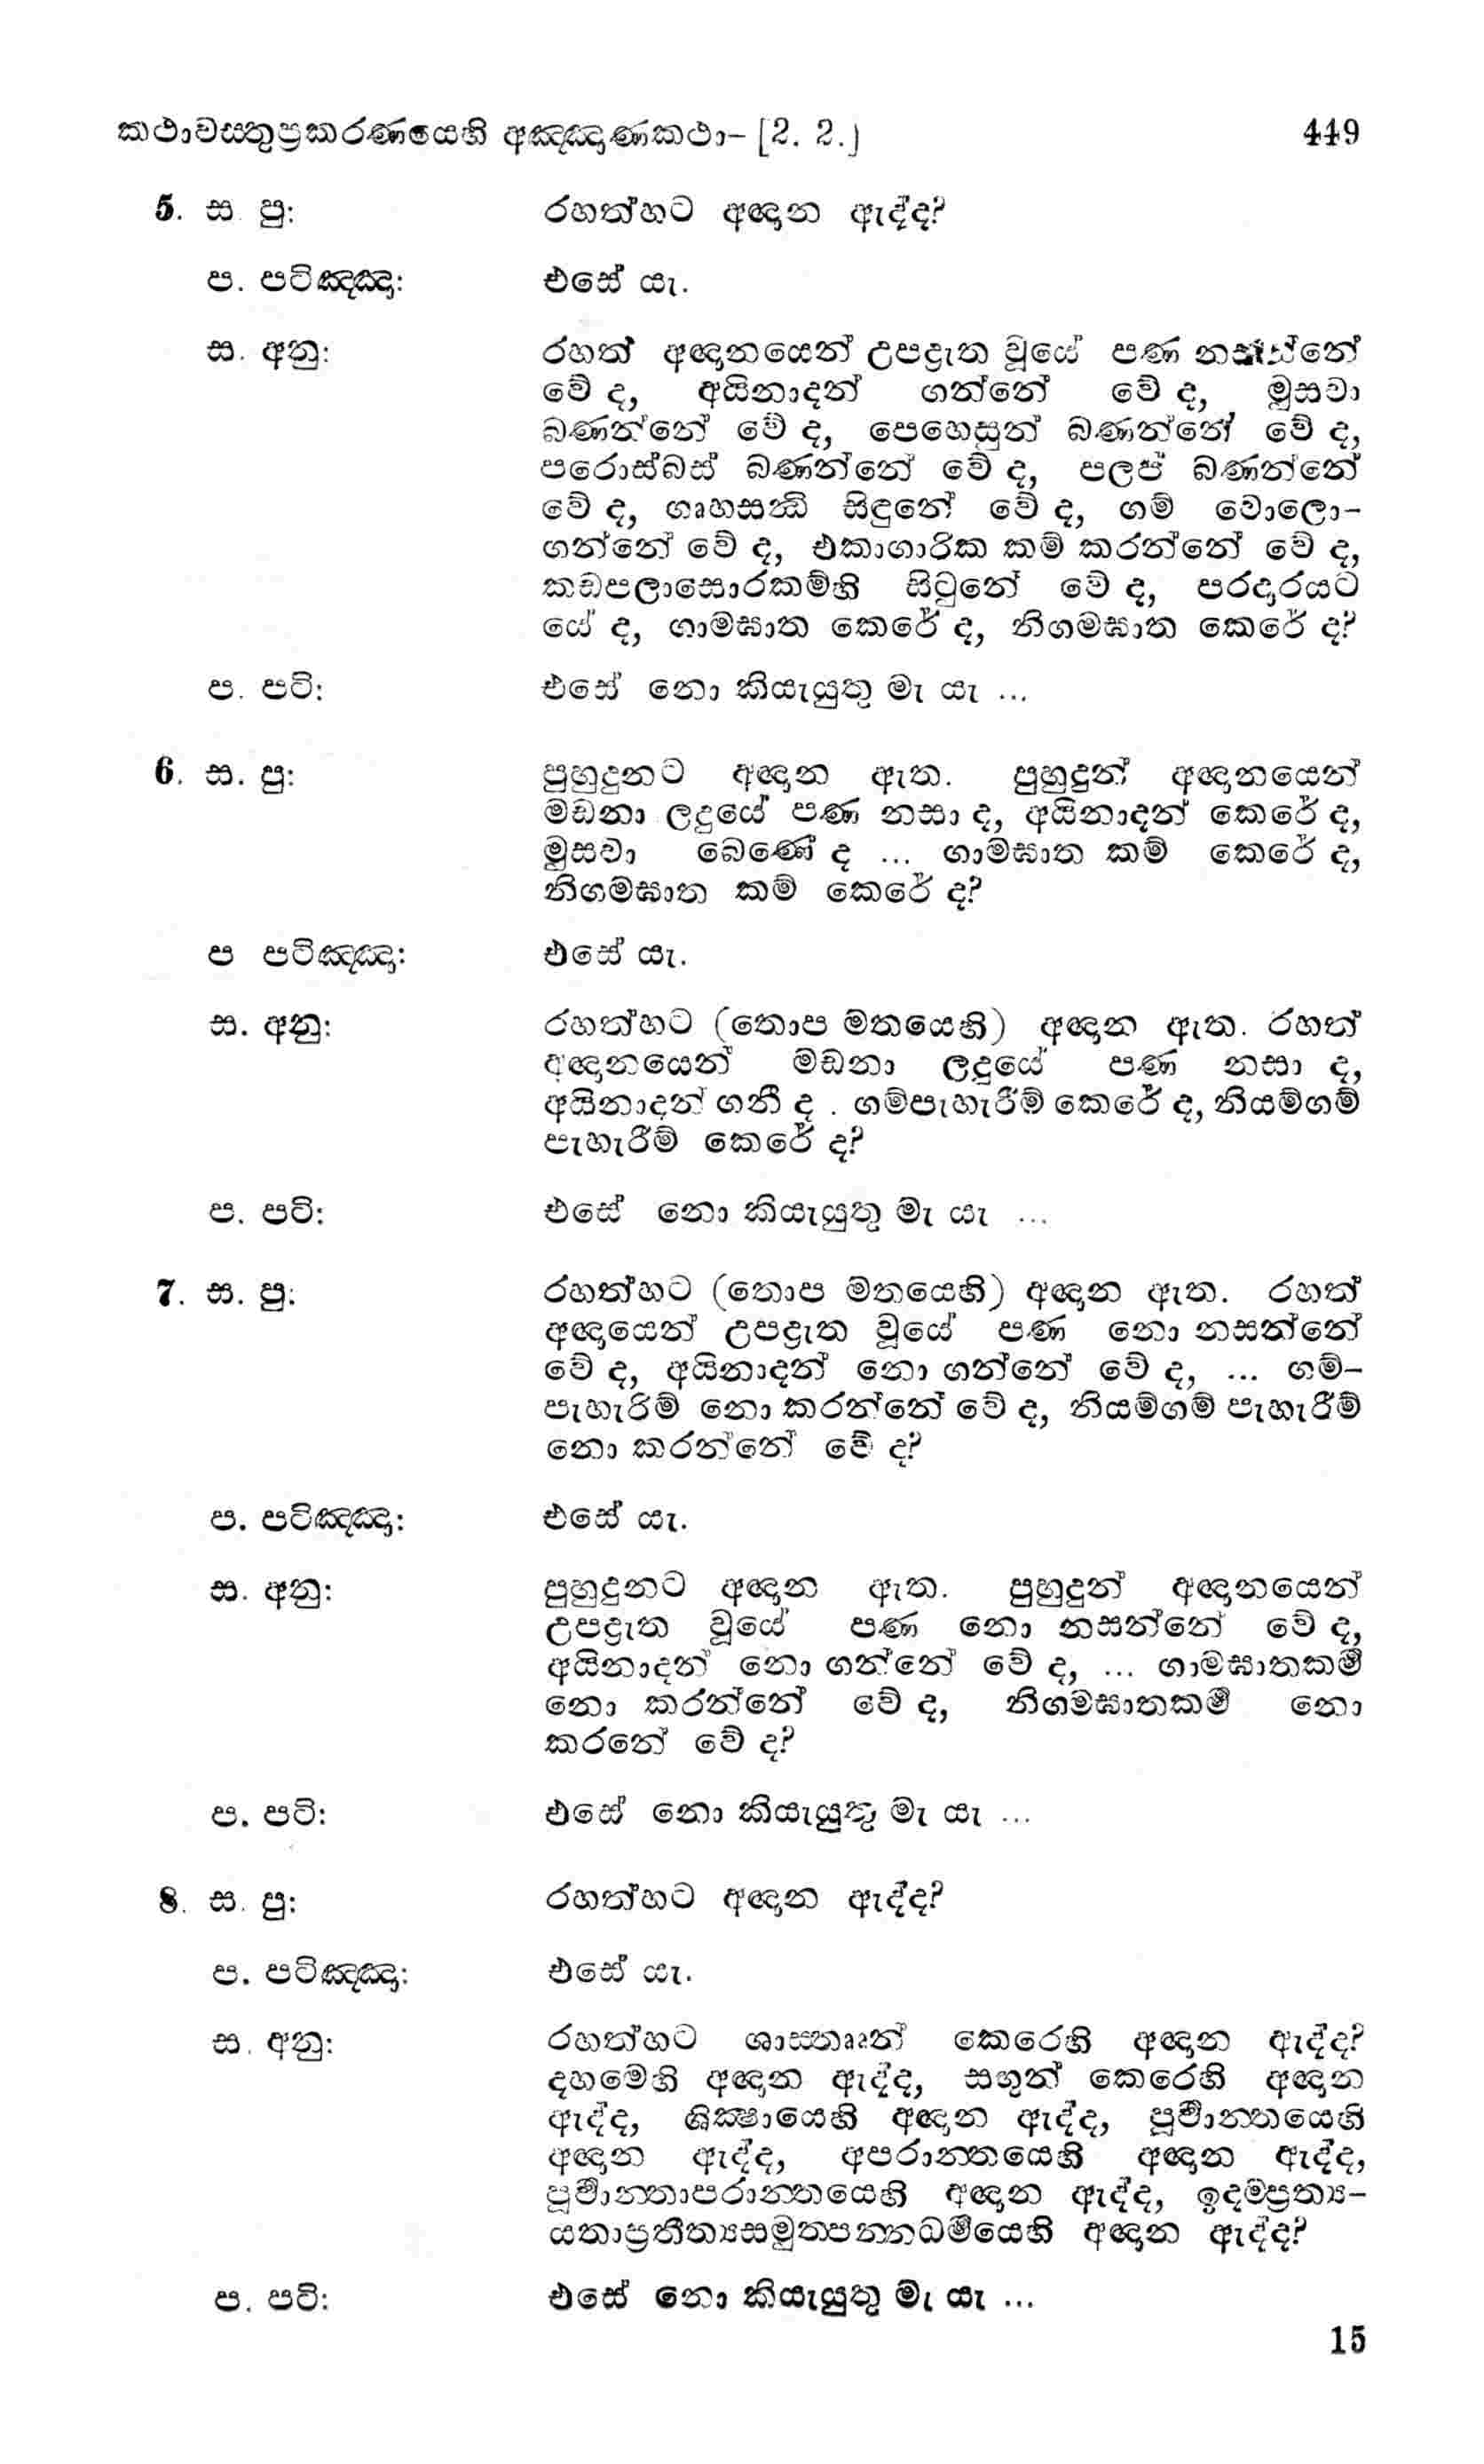 කථාවස්තුප්‍රකරණයෙහි අඤ්ඤාණකථා– [2. 2.] 449
5. ස. පු: රහත්හට අඥාන ඇද්ද?
ප. පටිඤ්ඤා: එසේ යැ.
ස. අනු: රහත් අඥානයෙන් උපද්‍රැත වූයේ පණ නසන්නේ
වේ ද, අයිනාදන් ගන්නේ වේ ද, මුසවා
බණන්නේ වේ ද, පෙහෙසුන් බණන්නේ වේ ද,
පරොස්බස් බණන්නේ වේ ද, පලප් බණන්නේ
වේ ද, ගෘහසන්‍ධි සිඳුනේ වේ ද, ගම් වොලො-
ගන්නේ වේ ද, එකාගාරික කම් කරන්නේ වේ ද,
කඩපලාසොරකම්හි සිටුනේ වේ ද, පරදරයට
යේ ද, ගාමඝාත කෙරේ ද, නිගමඝාත කෙරේ ද?
ප. පටි: එසේ නො කියැයුතු මැ යැ ...
6. ස. පු: පුහුදුනට අඥාන ඇත. පුහුදුන් අඥානයෙන්
මඩනා ලදුයේ පණ නසා ද, අයිනාදන් කෙරේ ද,
මුසවා බෙණේ ද ... ගාමඝාත කම් කෙරේ ද,
නිගමඝාත කම් කෙරේ ද?
ප පටිඤ්ඤා: එසේ යැ.
ස. අනු: රහත්හට (තොප මතයෙහි) අඥාන ඇත. රහත්
අඥානයෙන් මඩනා ලදුයේ පණ නසා ද,
අයිනාදන් ගනී ද . ගම්පැහැරීම් කෙරේ ද, නියම්ගම්
පැහැරීම් කෙරේ ද?
ප. පටි: එසේ නො කියැයුතු මැ යැ ...
7. ස. පු: රහත්හට (තොප මතයෙහි) අඥාන ඇත. රහත්
අඥායෙන් උපද්‍රැත වූයේ පණ නො නසන්නේ
වේ ද, අයිනාදන් නො ගන්නේ වේ ද, ... ගම්-
පැහැරිම් නො කරන්නේ වේ ද, නියම්ගම් පැහැරීම්
නො කරන්නේ වේ ද?
ප. පටිඤ්ඤා: එසේ යැ.
ස. අනු: පුහුදුනට අඥාන ඇත. පුහුදුන් අඥානයෙන්
උපද්‍රැත වූයේ පණ නො නසන්නේ වේ ද,
අයිනාදන් නො ගන්නේ වේ ද, ... ගාමඝාතකර්‍ම
නො කරන්නේ වේ ද, නිගමඝාතකර්‍ම නො
කරනේ වේ ද?
ප. පටි: එසේ නො කියැයුතු මැ යැ ...
8. ස. පු: රහත්හට අඥාන ඇද්ද?
ප. පටිඤ්ඤා: එසේ යැ.
ස. අනු: රහත්හට ශාස්තෲන් කෙරෙහි අඥාන ඇද්ද?
දහමෙහි අඥාන ඇද්ද, සඟුන් කෙරෙහි අඥාන
ඇද්ද, ශික්‍ෂායෙහි අඥාන ඇද්ද, පූර්‍වාන්තයෙහි
අඥාන ඇද්ද, අපරාන්තයෙහි අඥාන ඇද්ද,
පූර්‍වාන්තාපරාන්තයෙහි අඥාන ඇද්ද, ඉදම්ප්‍රත්‍ය-
යතාප්‍රතීත්‍යසමුත්පන්නධර්‍මයෙහි අඥාන ඇද්ද?
ප. පටි: එසේ නො කියැයුතු මැ යැ ...
15